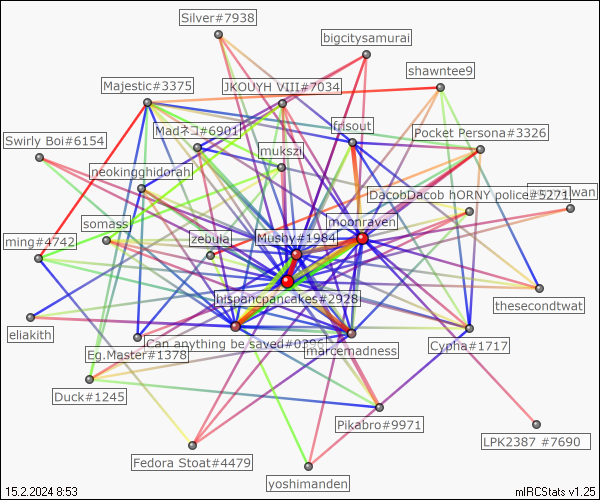 Silver#7938
bigcitysamurai
shawntee9
Majestic#3375
JKOUYH VIII#7034
Madネコ#6901
frisout
Pocket Persona#3326
Swirly Boi#6154
mukszi
neokingghidorah
DacobDacob hORNY police#5271
wan
somass
moonraven
ming#4742
zebula
Mushy#1984
hispancpancakes#2928
thesecondtwat
eliakith
Can anything be saved#0296
Cypha#1717
Eg.Master#1378
marcemadness
Duck#1245
Pikabro#9971
LPK2387 #7690
Fedora Stoat#4479
yoshimanden
15.2.2024 8:53
mIRCStats v1.25